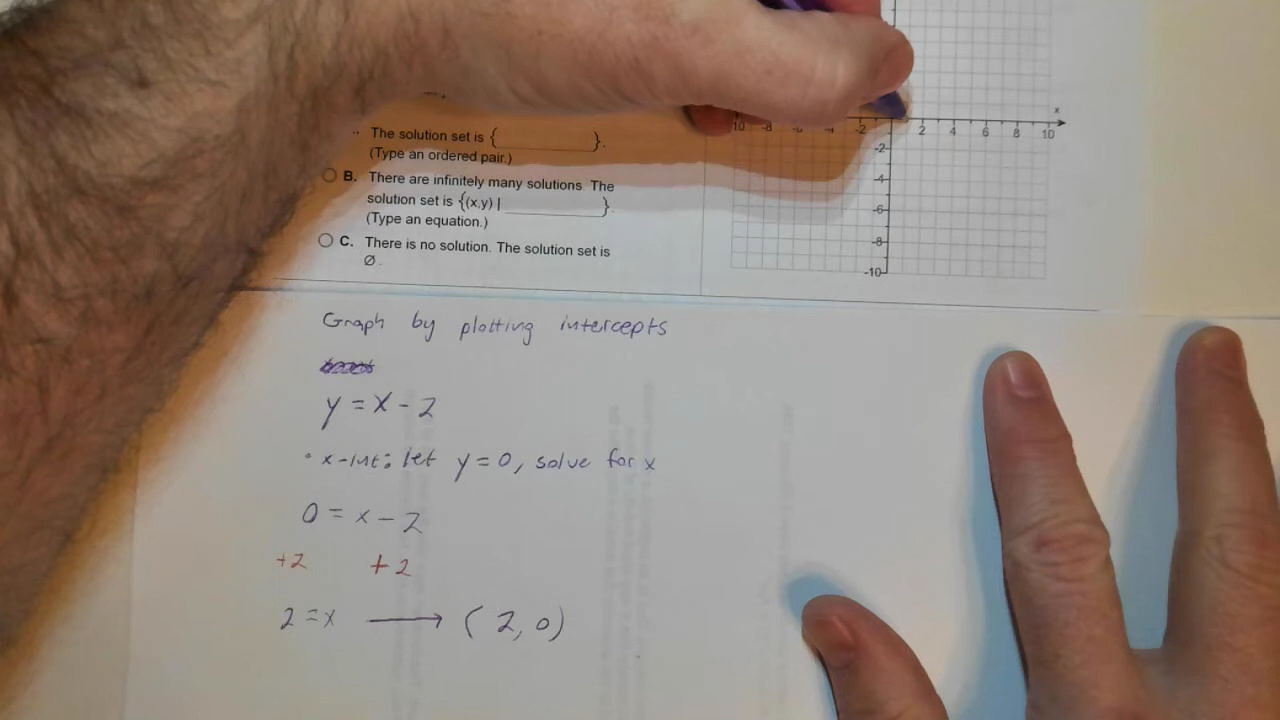 The solution set is { }.
(Type an ordered pair.)
B. There are infinitely many solutions. The
solution set is {(x,y) | }.
(Type an equation.)
C. There is no solution. The solution set is
∅.
x
10 -8 -2 2 4 6 8 10
-2
-4
-6
-8
-10
Graph by plotting intercepts
y = x - 2
• x-int: let y = 0, solve for x
0 = x - 2
+2 +2
2 = x ⟶ (2, 0)